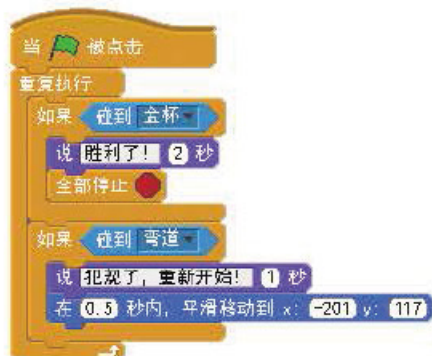 当 被点击
重复执行
如果 碰到 金杯
说 胜利了! 2 秒
全部停止
如果 碰到 弯道
说 犯规了, 重新开始! 1 秒
在 0.5 秒内, 平滑移动到 x: -201 y: 117